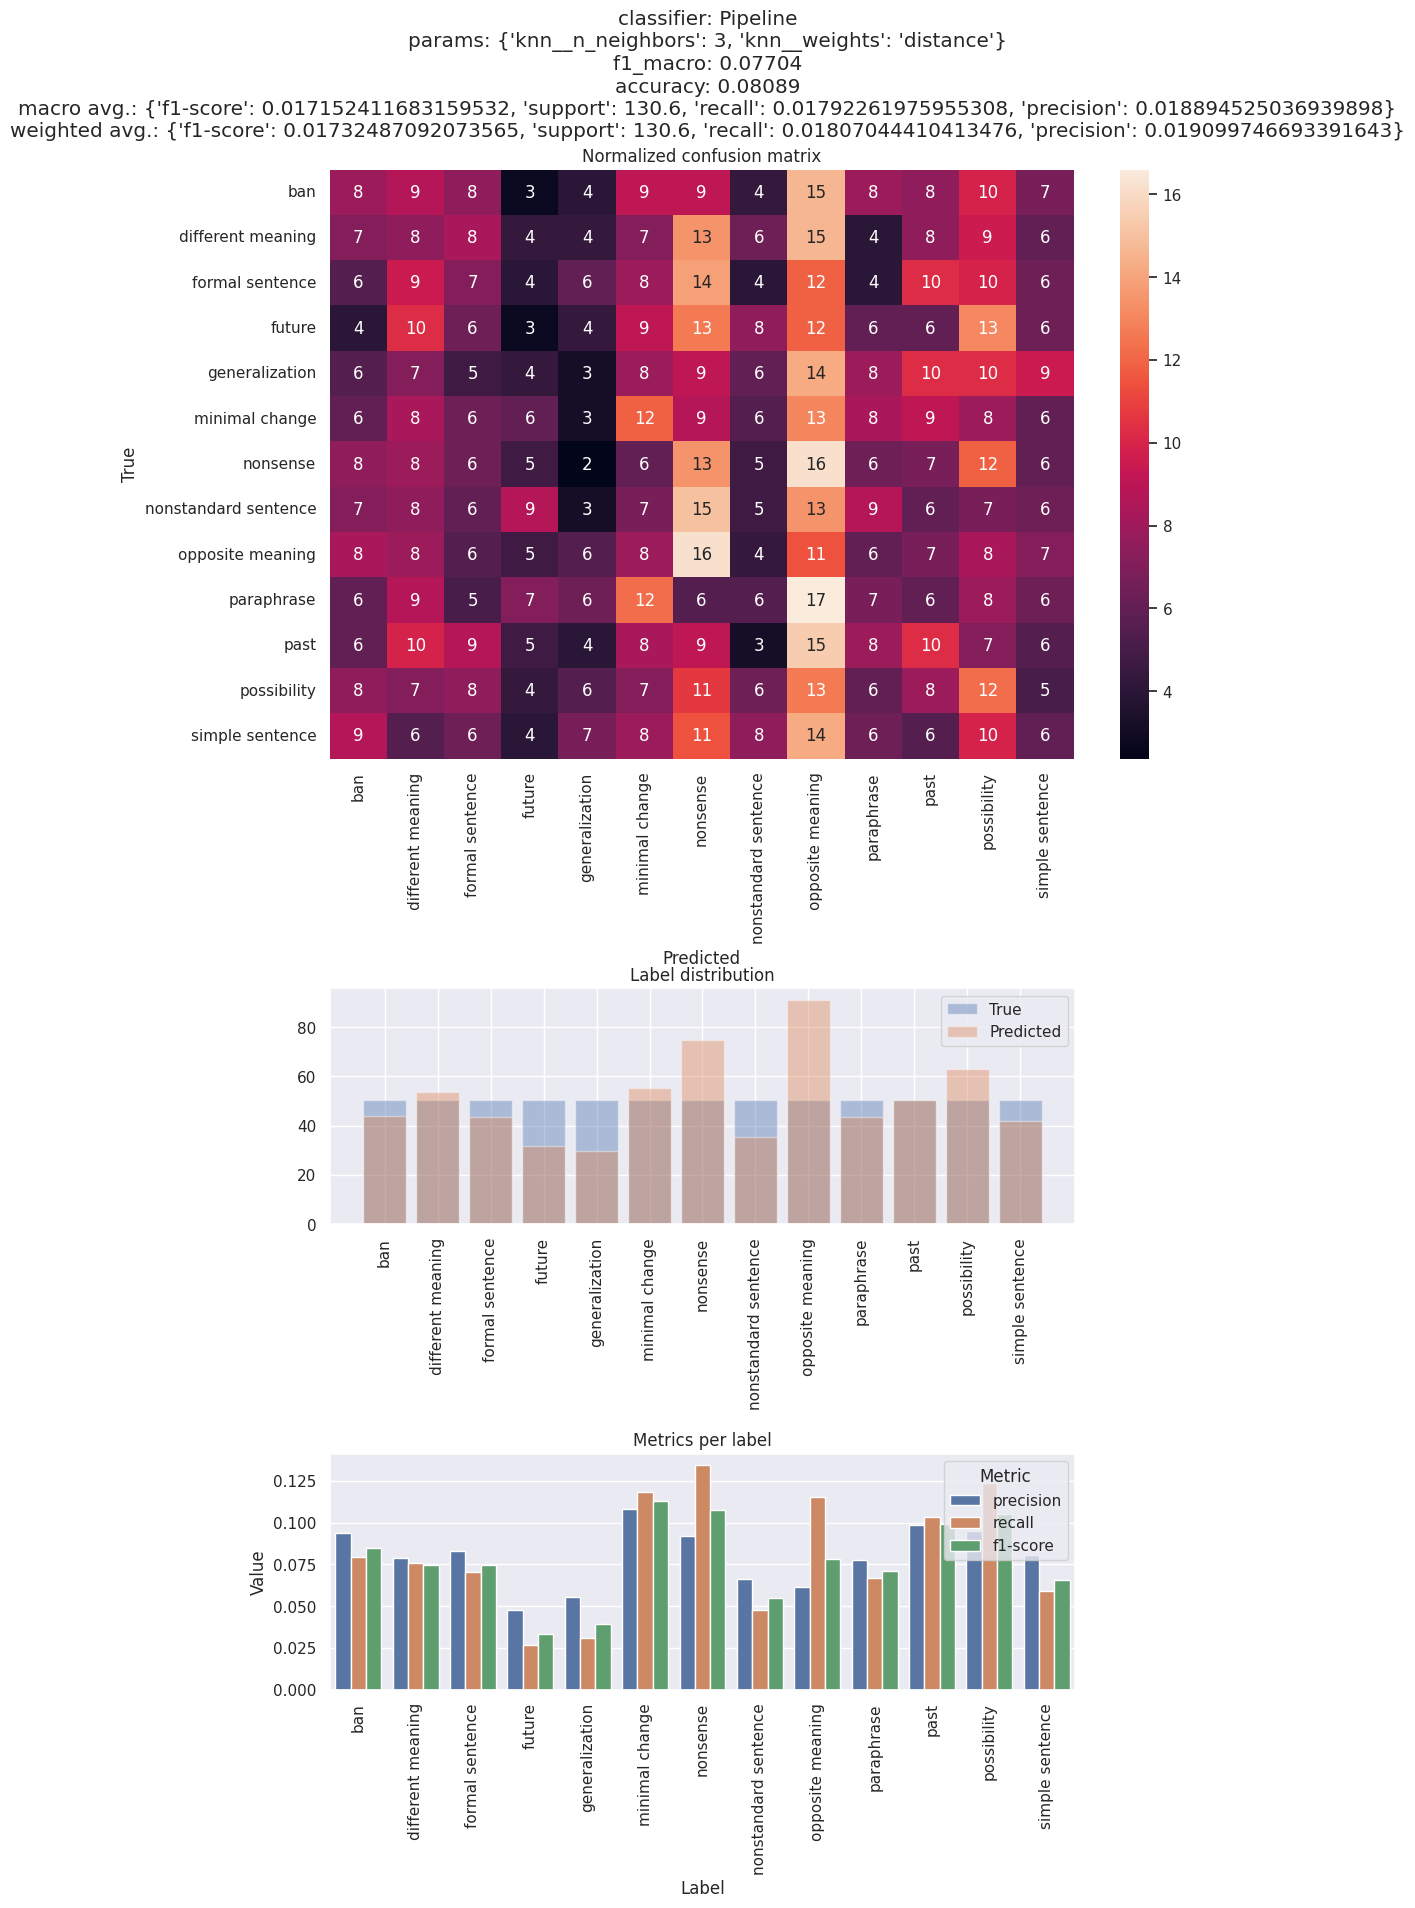 classifier: Pipeline
params: {'knn__n_neighbors': 3, 'knn__weights': 'distance'}
f1_macro: 0.07704
accuracy: 0.08089
macro avg.: {'f1-score': 0.017152411683159532, 'support': 130.6, 'recall': 0.01792261975955308, 'precision': 0.018894525036939898}
weighted avg.: {'f1-score': 0.01732487092073565, 'support': 130.6, 'recall': 0.01807044410413476, 'precision': 0.019099746693391643}
Normalized confusion matrix
True
ban 8 9 8 3 4 9 9 4 15 8 8 10 7
different meaning 7 8 8 4 4 7 13 6 15 4 8 9 6
formal sentence 6 9 7 4 6 8 14 4 12 4 10 10 6
future 4 10 6 3 4 9 13 8 12 6 6 13 6
generalization 6 7 5 4 3 8 9 6 14 8 10 10 9
minimal change 6 8 6 6 3 12 9 6 13 8 9 8 6
nonsense 8 8 6 5 2 6 13 5 16 6 7 12 6
nonstandard sentence 7 8 6 9 3 7 15 5 13 9 6 7 6
opposite meaning 8 8 6 5 6 8 16 4 11 6 7 8 7
paraphrase 6 9 5 7 6 12 6 6 17 7 6 8 6
past 6 10 9 5 4 8 9 3 15 8 10 7 6
possibility 8 7 8 4 6 7 11 6 13 6 8 12 5
simple sentence 9 6 6 4 7 8 11 8 14 6 6 10 6
16
14
12
10
8
6
4
ban
different meaning
formal sentence
future
generalization
minimal change
nonsense
nonstandard sentence
opposite meaning
paraphrase
past
possibility
simple sentence
Predicted
Label distribution
True
Predicted
80
60
40
20
0
ban
different meaning
formal sentence
future
generalization
minimal change
nonsense
nonstandard sentence
opposite meaning
paraphrase
past
possibility
simple sentence
Metrics per label
Metric
precision
recall
f1-score
Value
0.125
0.100
0.075
0.050
0.025
0.000
ban
different meaning
formal sentence
future
generalization
minimal change
nonsense
nonstandard sentence
opposite meaning
paraphrase
past
possibility
simple sentence
Label